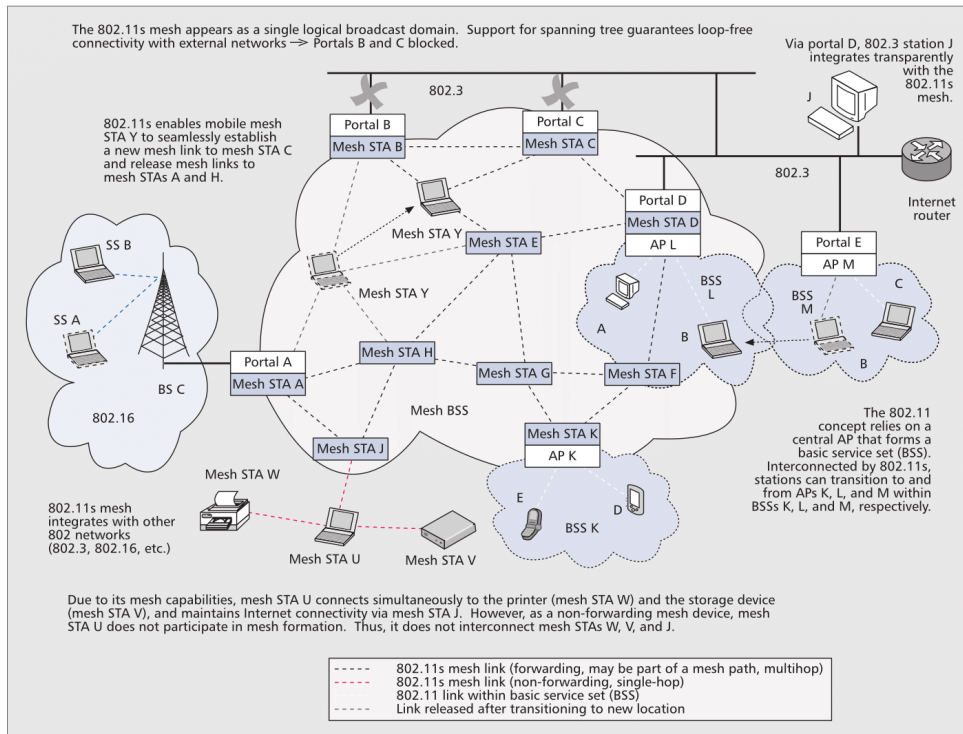 The 802.11s mesh appears as a single logical broadcast domain. Support for spanning tree guarantees loop-free
connectivity with external networks → Portals B and C blocked.
Via portal D, 802.3 station J
integrates transparently
with the
802.11s
mesh.
J
802.3
802.11s enables mobile mesh
STA Y to seamlessly establish
a new mesh link to mesh STA C
and release mesh links to
mesh STAs A and H.
Portal B
Mesh STA B
Portal C
Mesh STA C
802.3
Internet
router
Portal D
Mesh STA D
AP L
Mesh STA Y
Mesh STA E
Portal E
AP M
SS B
Mesh STA Y
BSS
L
BSS
M
C
SS A
A
B
B
Portal A
Mesh STA A
Mesh STA H
Mesh STA G
Mesh STA F
BS C
802.16
Mesh BSS
Mesh STA J
Mesh STA K
AP K
The 802.11
concept relies on a
central AP that forms a
basic service set (BSS).
Interconnected by 802.11s,
stations can transition to and
from APs K, L, and M within
BSSs K, L, and M, respectively.
Mesh STA W
E
D
BSS K
802.11s mesh
integrates with other
802 networks
(802.3, 802.16, etc.)
Mesh STA U
Mesh STA V
Due to its mesh capabilities, mesh STA U connects simultaneously to the printer (mesh STA W) and the storage device
(mesh STA V), and maintains Internet connectivity via mesh STA J. However, as a non-forwarding mesh device, mesh
STA U does not participate in mesh formation. Thus, it does not interconnect mesh STAs W, V, and J.
802.11s mesh link (forwarding, may be part of a mesh path, multihop)
802.11s mesh link (non-forwarding, single-hop)
802.11 link within basic service set (BSS)
Link released after transitioning to new location